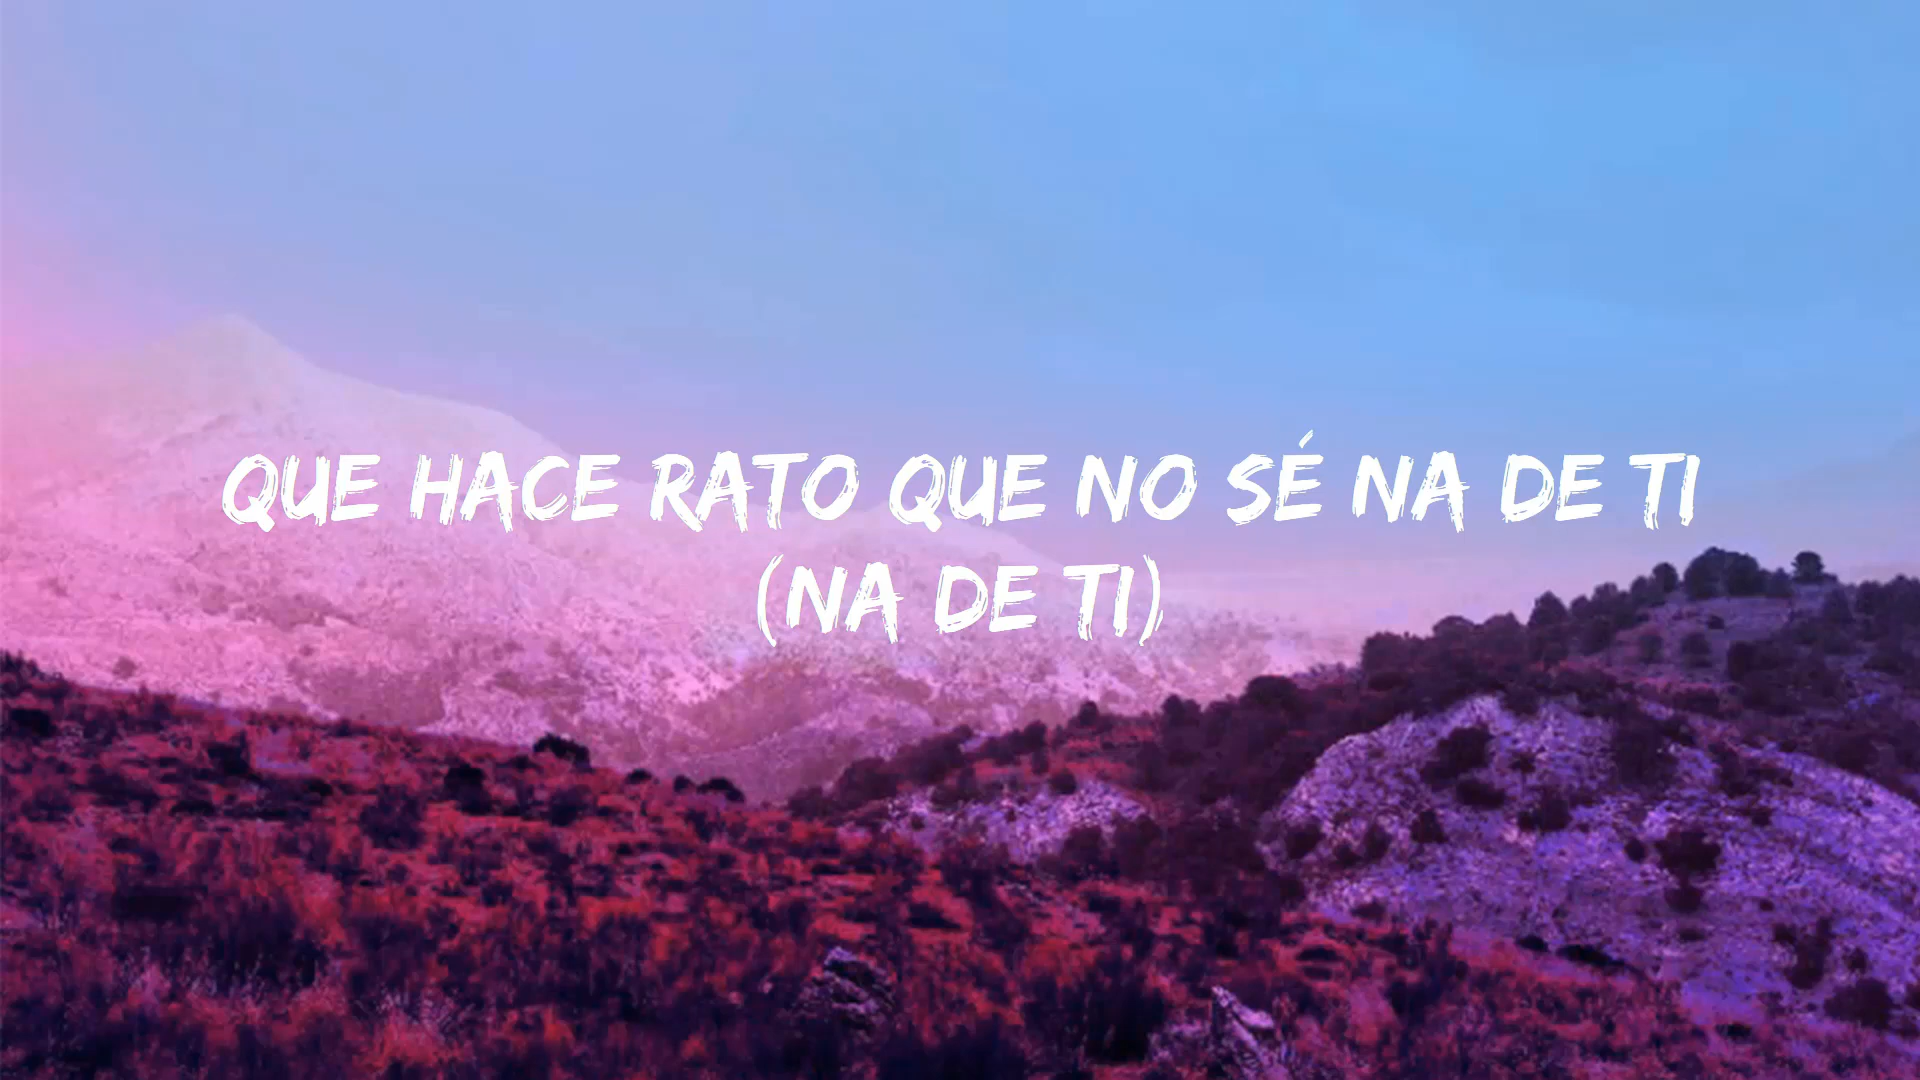 QUE HACE RATO QUE NO SÉ NA DE TI
(NA DE TI)